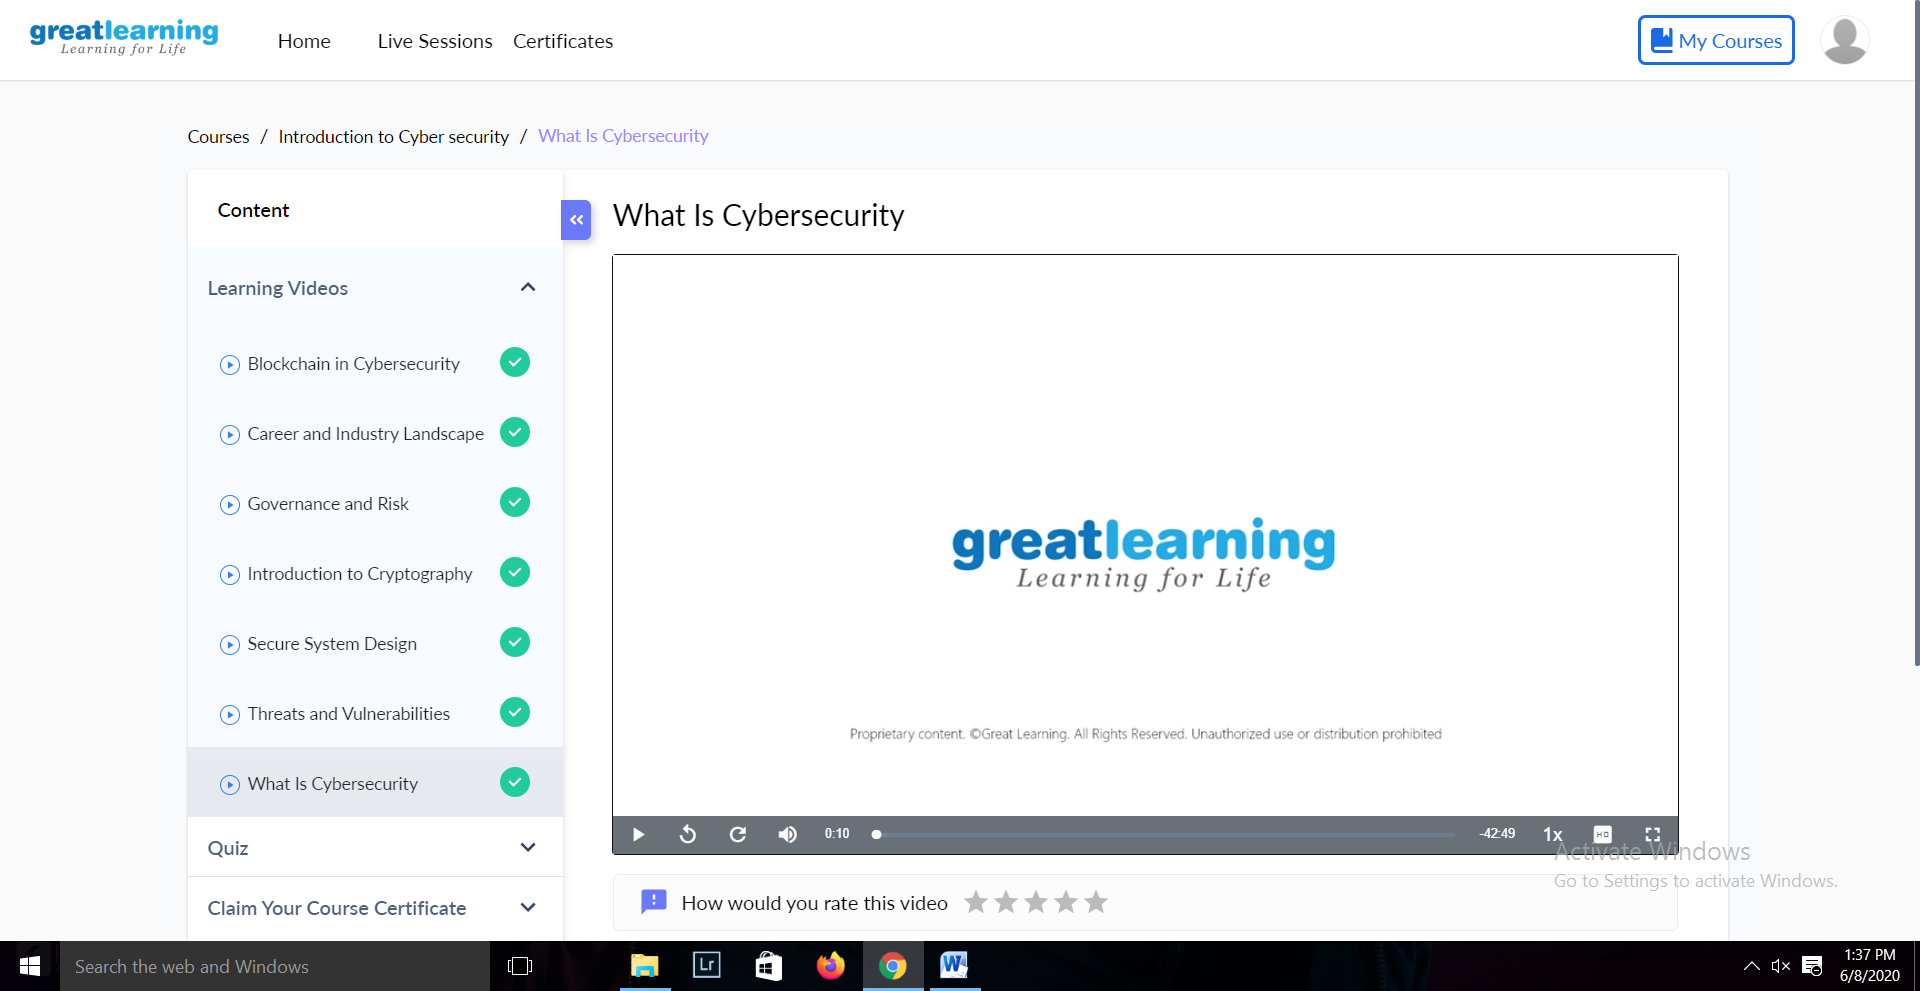 greatlearning
Learning for Life
Home Live Sessions Certificates
My Courses
Courses / Introduction to Cyber security / What Is Cybersecurity
Content
«
What Is Cybersecurity
Learning Videos
Blockchain in Cybersecurity
Career and Industry Landscape
Governance and Risk
Introduction to Cryptography
Secure System Design
Threats and Vulnerabilities
What Is Cybersecurity
Quiz
Claim Your Course Certificate
greatlearning
Learning for Life
Proprietary content. ©Great Learning. All Rights Reserved. Unauthorized use or distribution prohibited
0:10 -42:49 1x HD
Activate Windows
Go to Settings to activate Windows.
How would you rate this video
Search the web and Windows
Lr
W
1:37 PM
6/8/2020